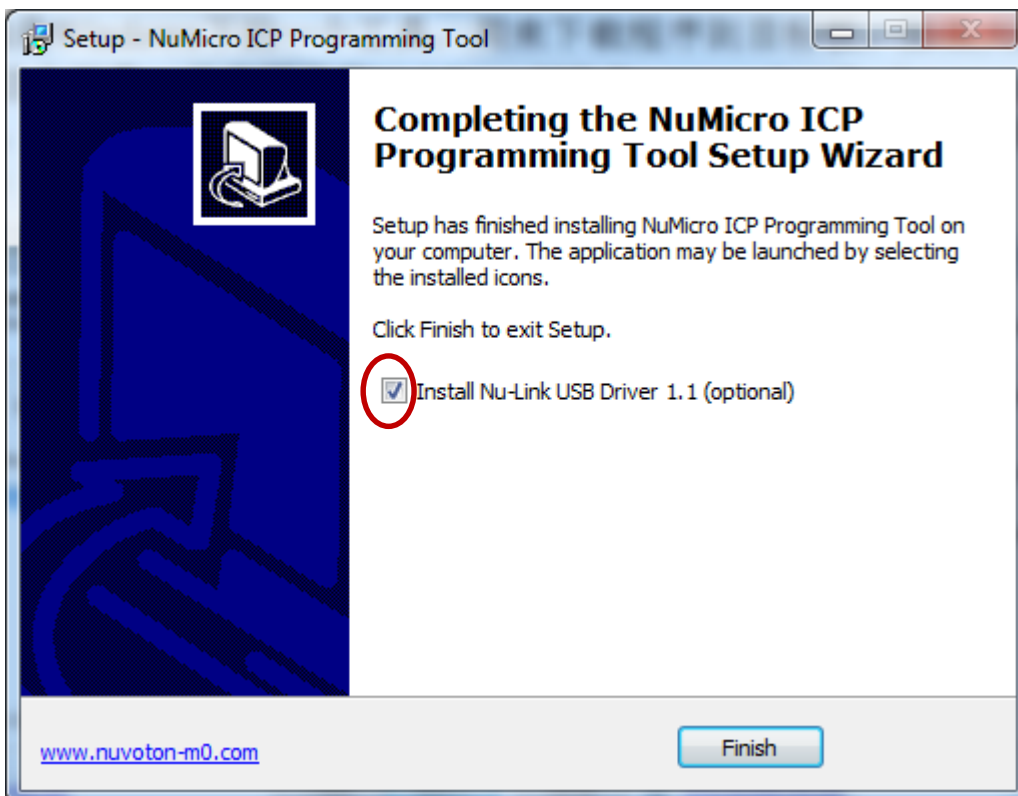 Setup - NuMicro ICP Programming Tool
Completing the NuMicro ICP
Programming Tool Setup Wizard
Setup has finished installing NuMicro ICP Programming Tool on
your computer. The application may be launched by selecting
the installed icons.
Click Finish to exit Setup.
Install Nu-Link USB Driver 1.1 (optional)
www.nuvoton-m0.com
Finish